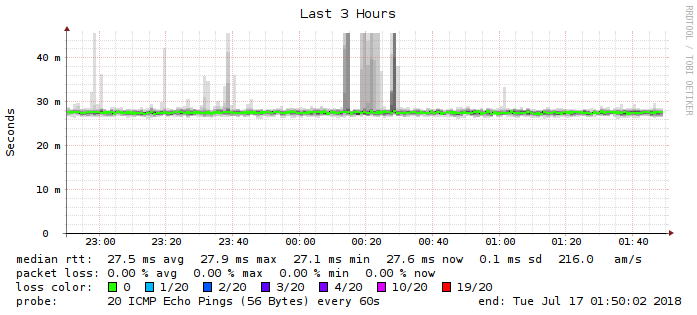 Last 3 Hours
RRDTOOL / TOBI OETIKER
Seconds
40 m
30 m
20 m
10 m
0
23:00 23:20 23:40 00:00 00:20 00:40 01:00 01:20 01:40
median rtt: 27.5 ms avg 27.9 ms max 27.1 ms min 27.6 ms now 0.1 ms sd 216.0 am/s
packet loss: 0.00 % avg 0.00 % max 0.00 % min 0.00 % now
loss color: 0 1/20 2/20 3/20 4/20 10/20 19/20
probe: 20 ICMP Echo Pings (56 Bytes) every 60s end: Tue Jul 17 01:50:02 2018